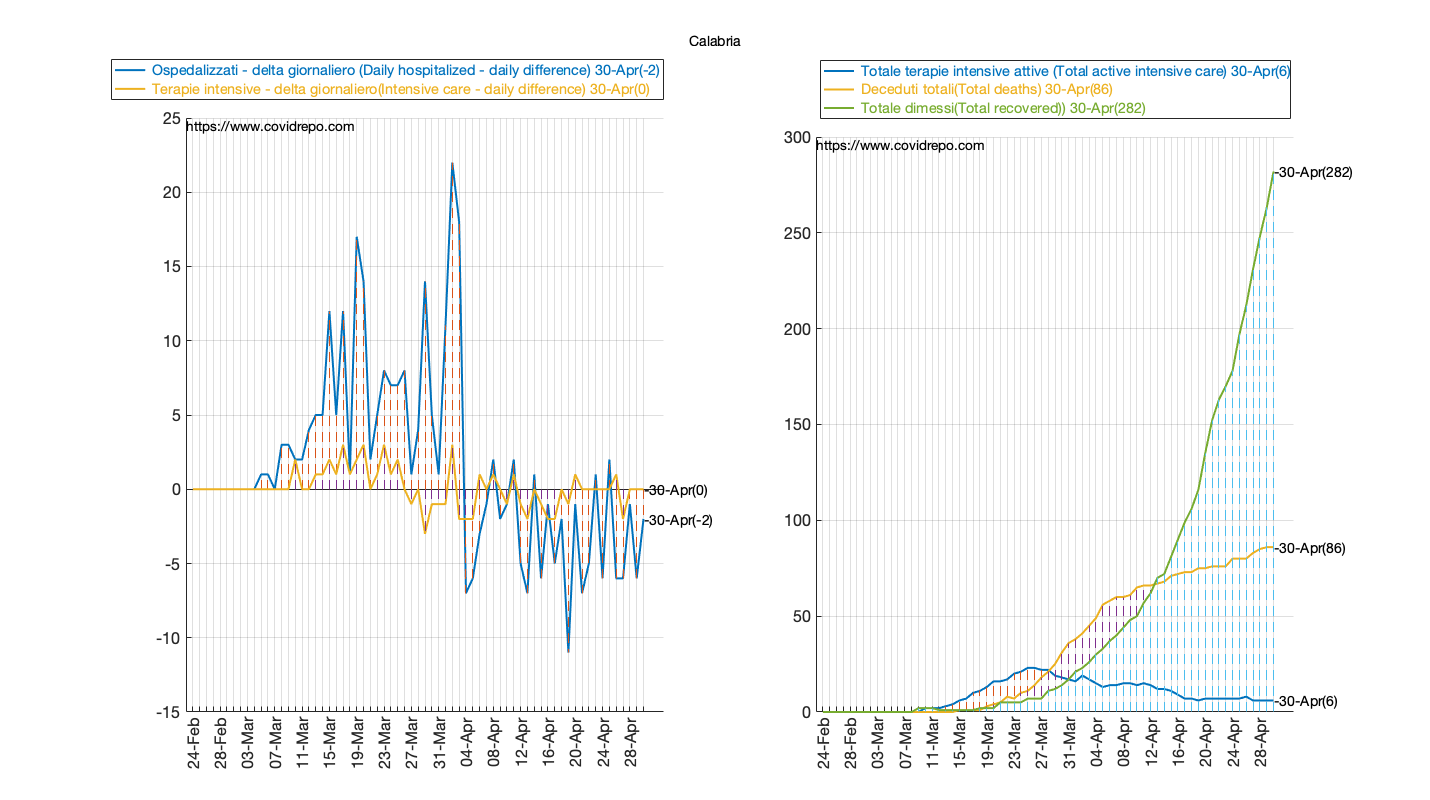 Calabria
Ospedalizzati - delta giornaliero (Daily hospitalized - daily difference) 30-Apr(-2)
Terapie intensive - delta giornaliero(Intensive care - daily difference) 30-Apr(0)
https://www.covidrepo.com
25
20
15
10
5
0
-5
-10
-15
-30-Apr(0)
-30-Apr(-2)
24-Feb
28-Feb
03-Mar
07-Mar
11-Mar
15-Mar
19-Mar
23-Mar
27-Mar
31-Mar
04-Apr
08-Apr
12-Apr
16-Apr
20-Apr
24-Apr
28-Apr
Totale terapie intensive attive (Total active intensive care) 30-Apr(6)
Deceduti totali(Total deaths) 30-Apr(86)
Totale dimessi(Total recovered)) 30-Apr(282)
https://www.covidrepo.com
300
250
200
150
100
50
0
-30-Apr(282)
-30-Apr(86)
-30-Apr(6)
24-Feb
28-Feb
03-Mar
07-Mar
11-Mar
15-Mar
19-Mar
23-Mar
27-Mar
31-Mar
04-Apr
08-Apr
12-Apr
16-Apr
20-Apr
24-Apr
28-Apr